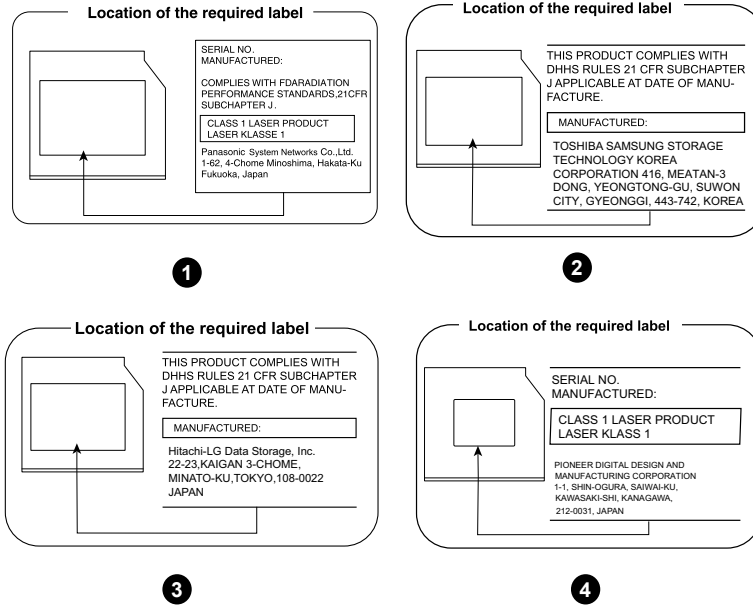 Location of the required label
SERIAL NO.
MANUFACTURED:
COMPLIES WITH FDARADIATION
PERFORMANCE STANDARDS,21CFR
SUBCHAPTER J.
CLASS 1 LASER PRODUCT
LASER KLASSE 1
Panasonic System Networks Co.,Ltd.
1-62, 4-Chome Minoshima, Hakata-Ku
Fukuoka, Japan
1
Location of the required label
THIS PRODUCT COMPLIES WITH
DHHS RULES 21 CFR SUBCHAPTER
J APPLICABLE AT DATE OF MANU-
FACTURE.
MANUFACTURED:
TOSHIBA SAMSUNG STORAGE
TECHNOLOGY KOREA
CORPORATION 416, MEATAN-3
DONG, YEONGTONG-GU, SUWON
CITY, GYEONGGI, 443-742, KOREA
2
Location of the required label
THIS PRODUCT COMPLIES WITH
DHHS RULES 21 CFR SUBCHAPTER
J APPLICABLE AT DATE OF MANU-
FACTURE.
MANUFACTURED:
Hitachi-LG Data Storage, Inc.
22-23,KAIGAN 3-CHOME,
MINATO-KU,TOKYO,108-0022
JAPAN
3
Location of the required label
SERIAL NO.
MANUFACTURED:
CLASS 1 LASER PRODUCT
LASER KLASS 1
PIONEER DIGITAL DESIGN AND
MANUFACTURING CORPORATION
1-1, SHIN-OGURA, SAIWAI-KU,
KAWASAKI-SHI, KANAGAWA,
212-0031, JAPAN
4